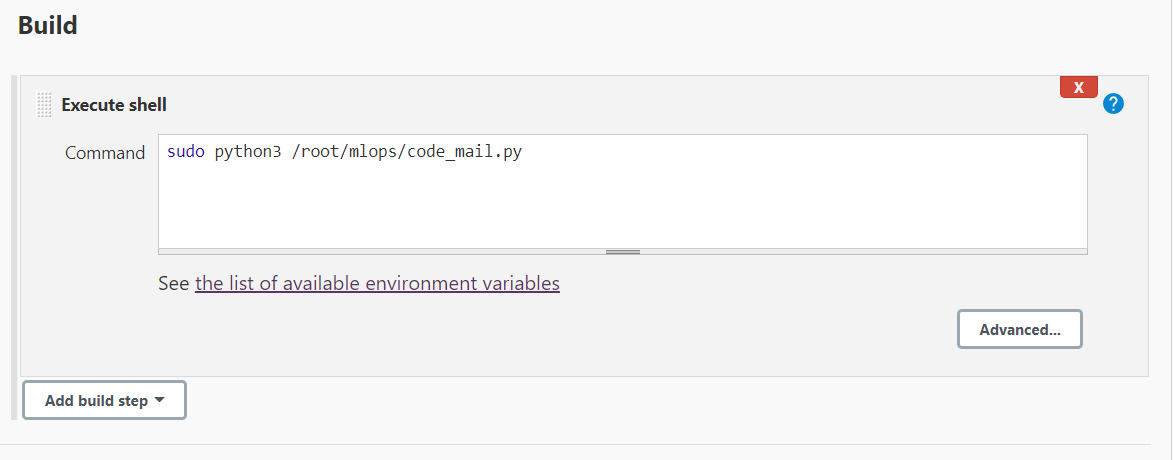 Build
X
Execute shell
?
Command
sudo python3 /root/mlops/code_mail.py
See the list of available environment variables
Advanced...
Add build step